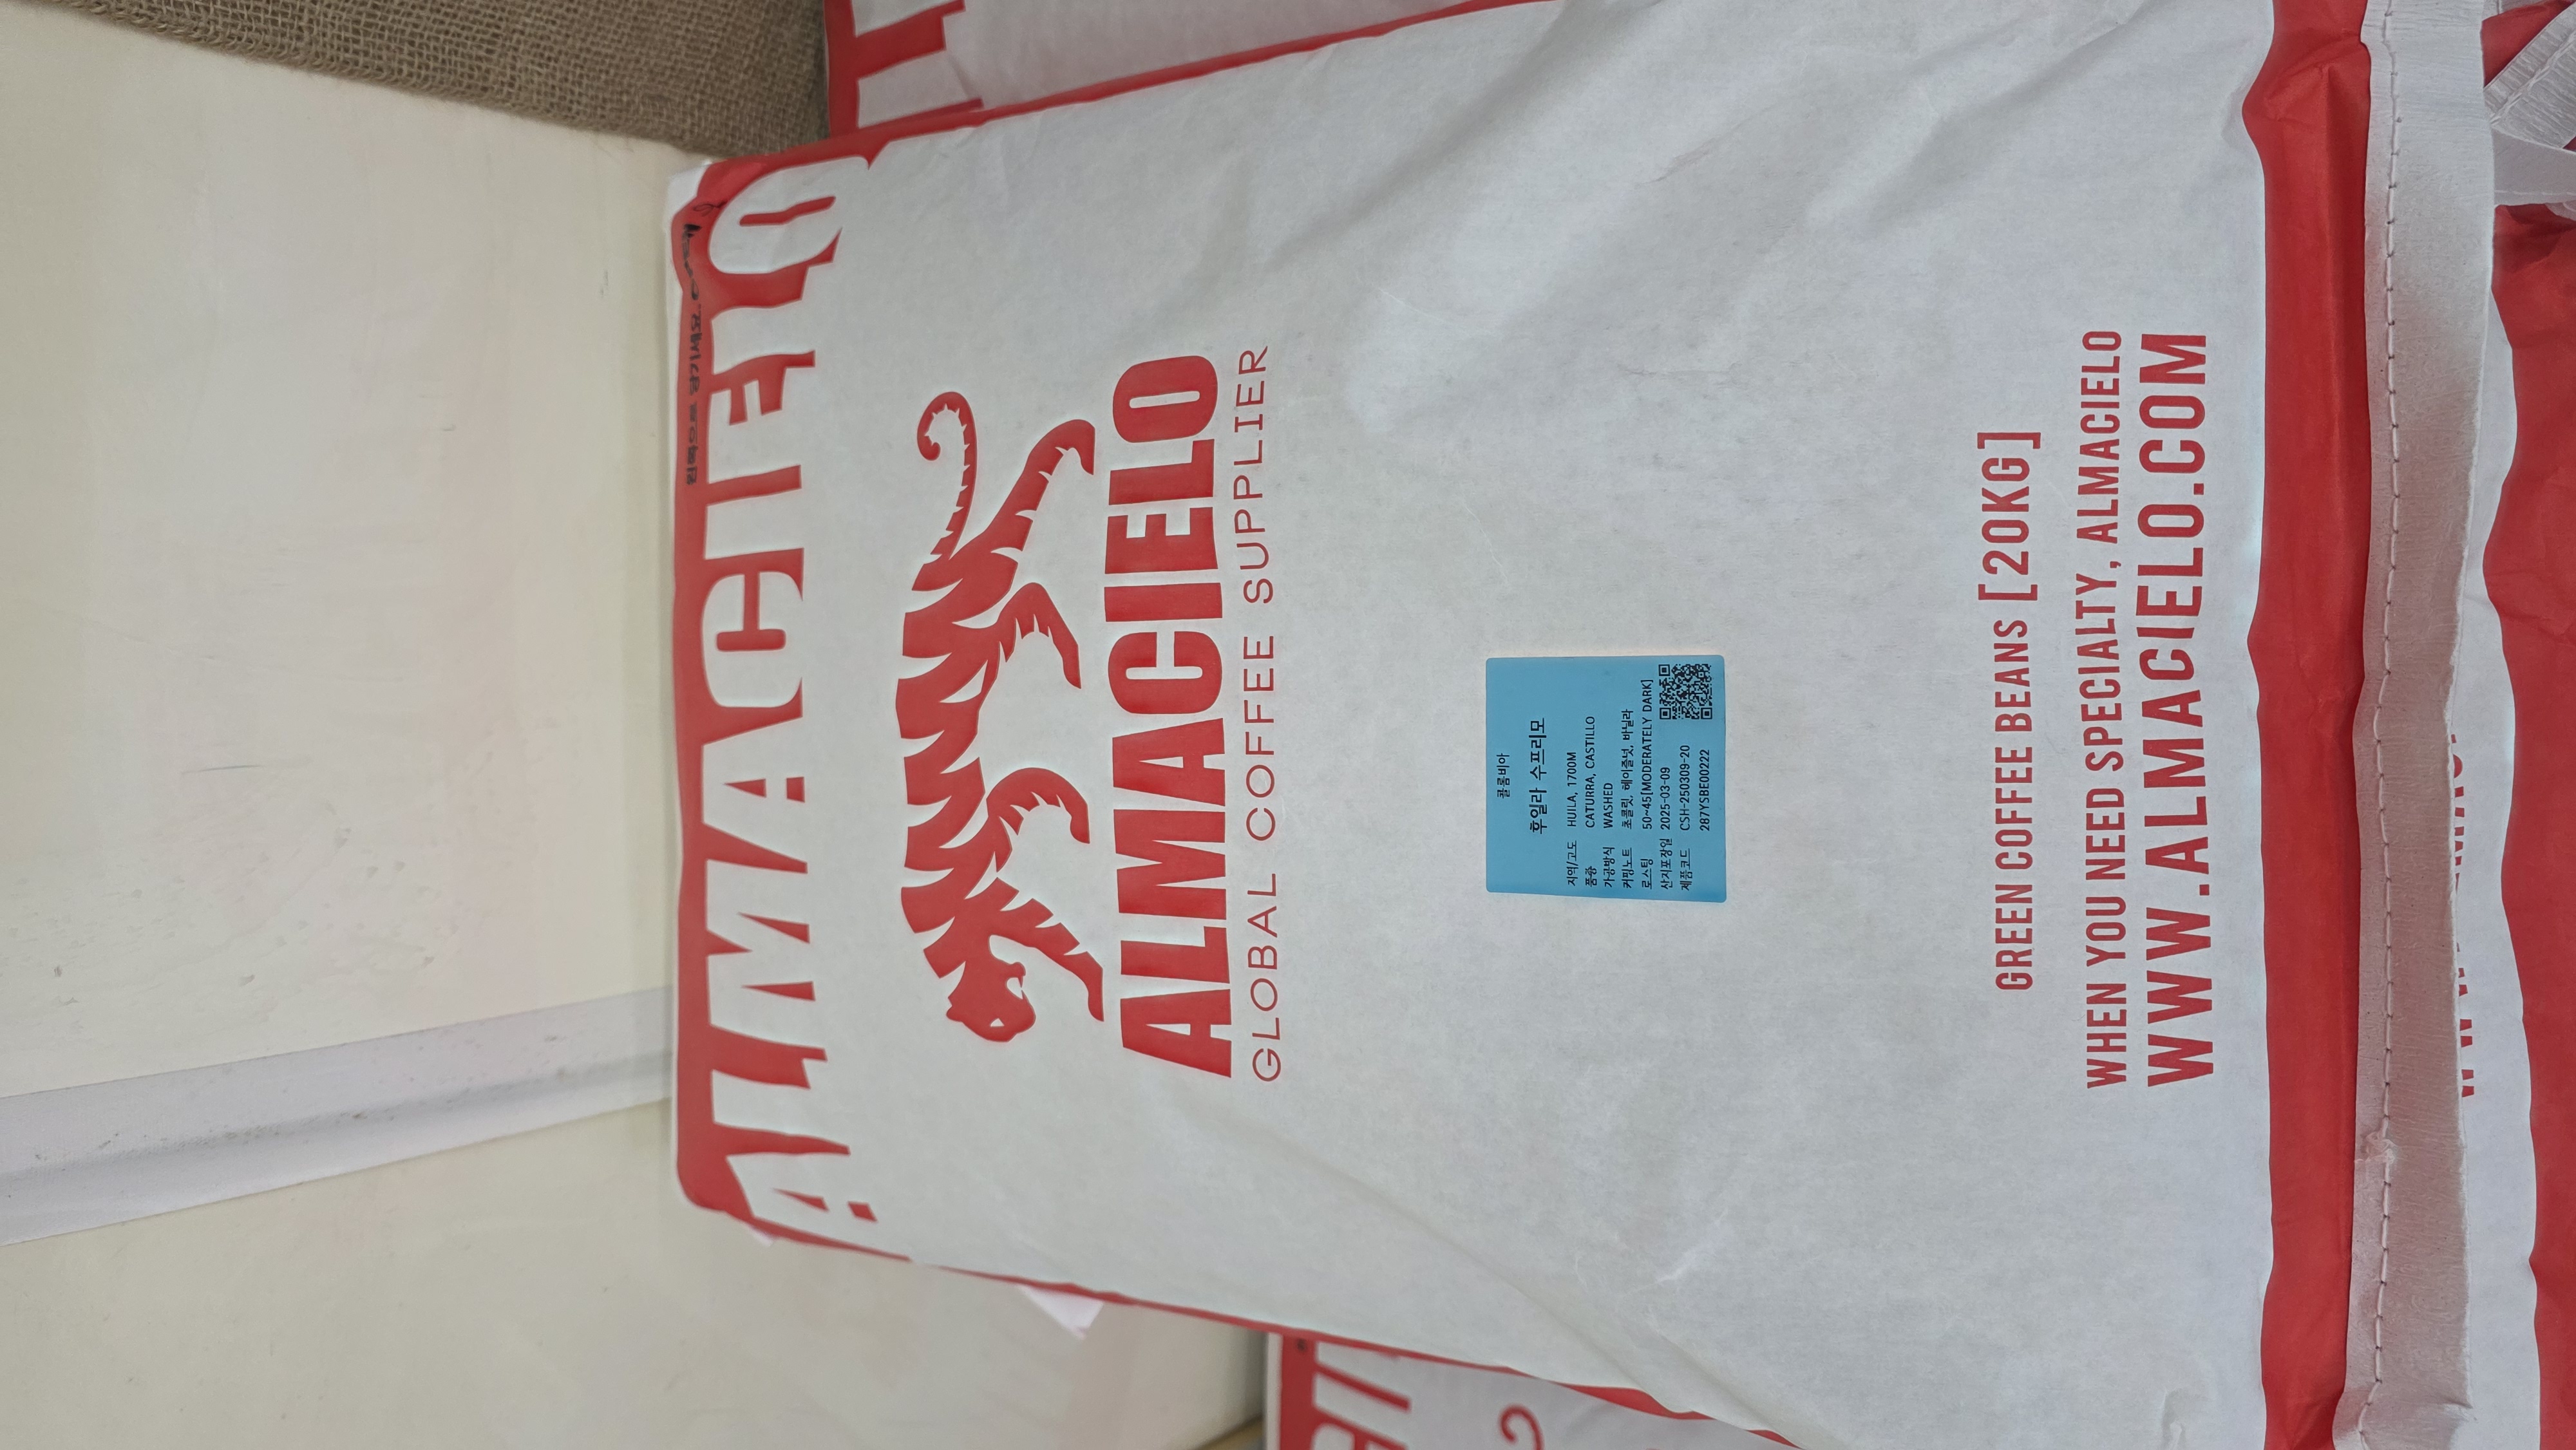 ALMACIELO
ALMACIELO
GLOBAL COFFEE SUPPLIER
콜롬비아
후일라 수프리모
지역/고도 HUILA, 1700M
품종 CATURRA, CASTILLO
가공방식 WASHED
커핑노트 초콜릿, 헤이즐넛, 바닐라
로스팅 50~45[MODERATELY DARK]
산지포장일 2025-03-09
제품코드 CSH-250309-20
287YSBE00222
GREEN COFFEE BEANS [20KG]
WHEN YOU NEED SPECIALTY, ALMACIELO
WWW.ALMACIELO.COM